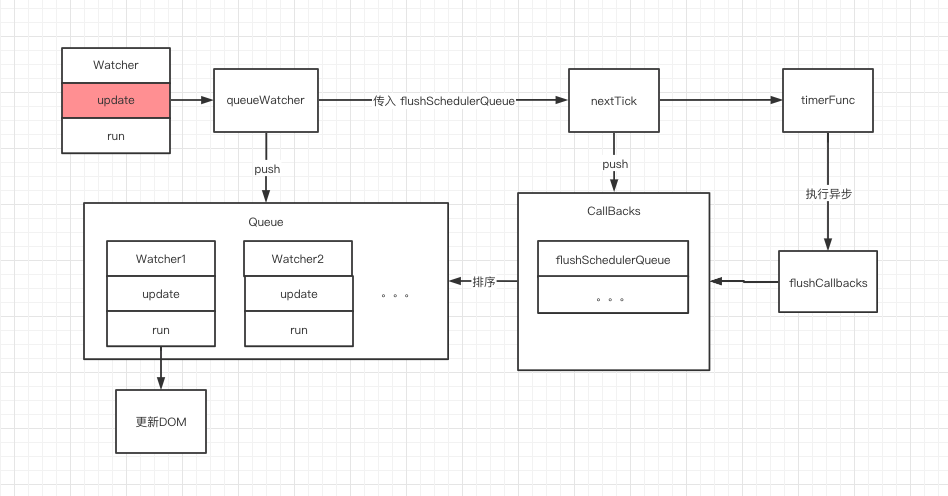 Watcher
update
run
queueWatcher
传入 flushSchedulerQueue
nextTick
timerFunc
push
push
执行异步
Queue
Watcher1
update
run
Watcher2
update
run
。。。
排序
CallBacks
flushSchedulerQueue
。。。
flushCallbacks
更新DOM